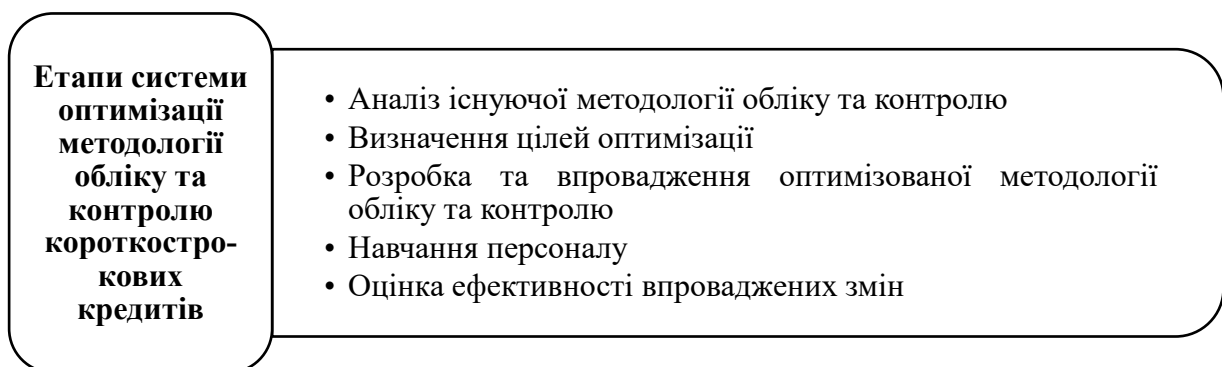 Етапи системи
оптимізації
методології
обліку та
контролю
короткостро-
кових
кредитів
• Аналіз існуючої методології обліку та контролю
• Визначення цілей оптимізації
• Розробка та впровадження оптимізованої методології
обліку та контролю
• Навчання персоналу
• Оцінка ефективності впроваджених змін